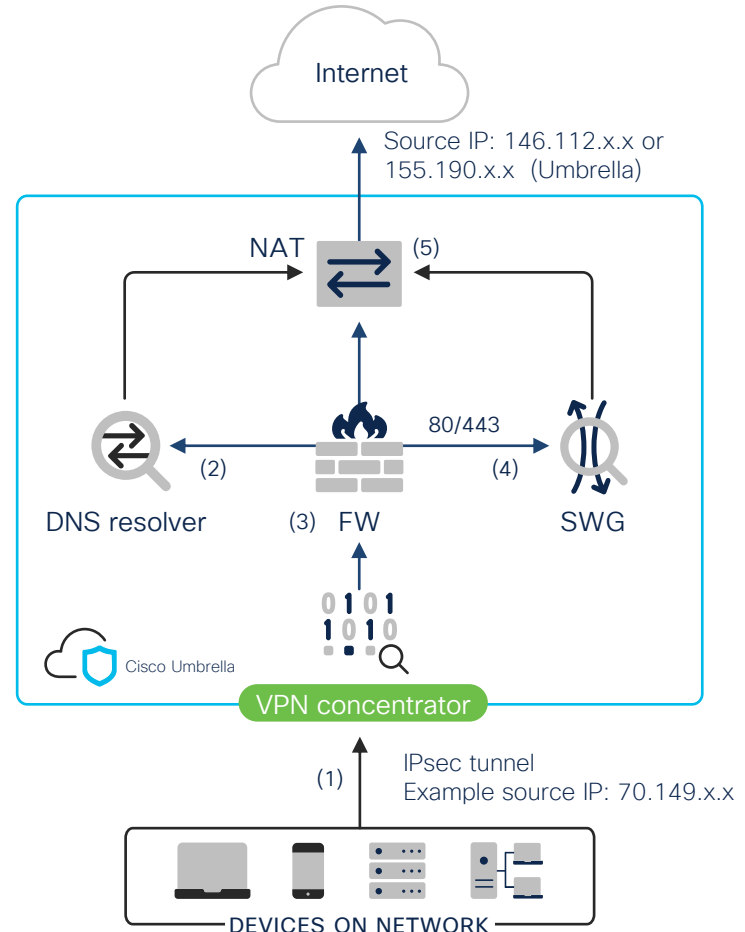 Internet
Source IP: 146.112.x.x or
155.190.x.x (Umbrella)
NAT
(5)
80/443
(2)
(4)
DNS resolver
(3) FW
SWG
0101
1010
Cisco Umbrella
VPN concentrator
(1)
IPsec tunnel
Example source IP: 70.149.x.x
DEVICES ON NETWORK